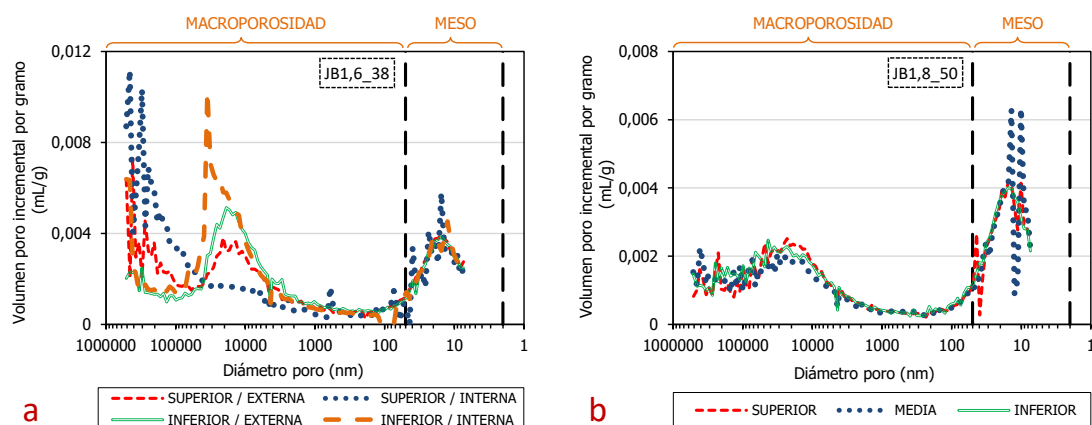 MACROPOROSIDAD MESO
Volumen poro incremental por gramo
(mL/g)
0,012
0,008
0,004
0
JB1,6_38
1000000 100000 10000 1000 100 10 1
Diámetro poro (nm)
SUPERIOR / EXTERNA SUPERIOR / INTERNA
INFERIOR / EXTERNA INFERIOR / INTERNA
a
MACROPOROSIDAD MESO
Volumen poro incremental por gramo
(mL/g)
0,008
0,006
0,004
0,002
0
JB1,8_50
1000000 100000 10000 1000 100 10 1
Diámetro poro (nm)
SUPERIOR MEDIA INFERIOR
b